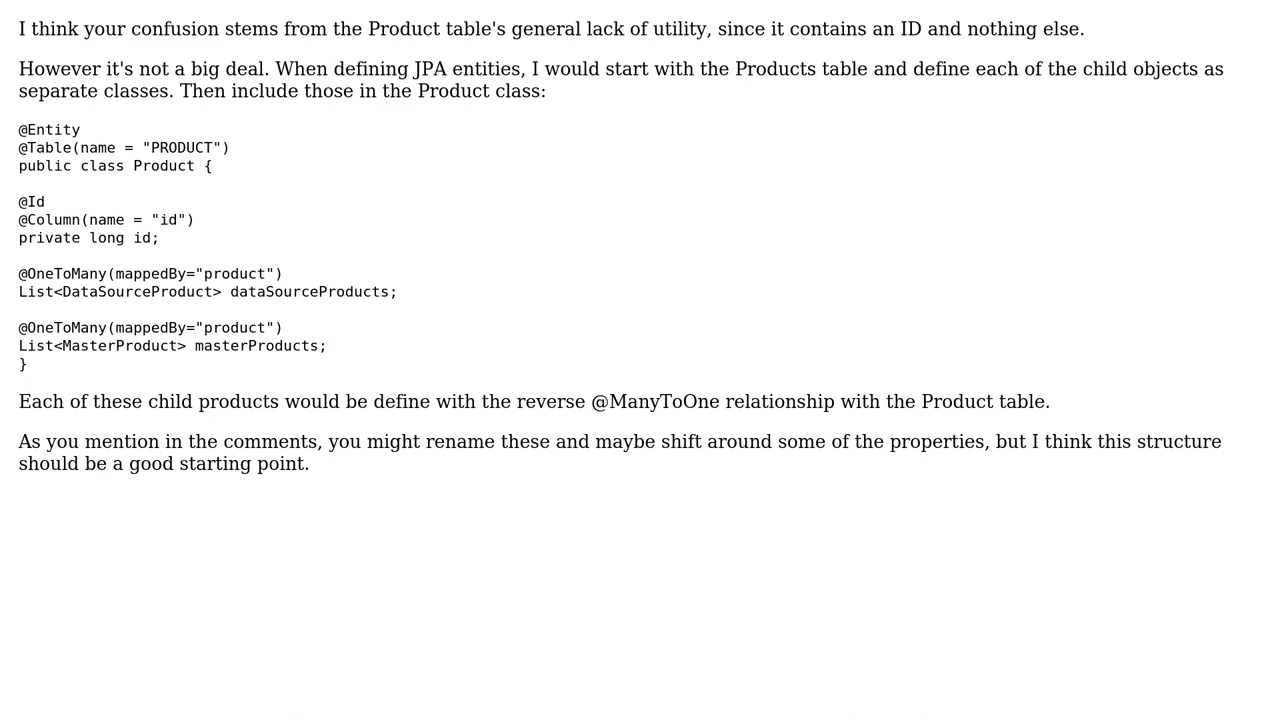 I think your confusion stems from the Product table's general lack of utility, since it contains an ID and nothing else.
However it's not a big deal. When defining JPA entities, I would start with the Products table and define each of the child objects as
separate classes. Then include those in the Product class:
@Entity
@Table(name = "PRODUCT")
public class Product {
@Id
@Column(name = "id")
private long id;
@OneToMany(mappedBy="product")
List<DataSourceProduct> dataSourceProducts;
@OneToMany(mappedBy="product")
List<MasterProduct> masterProducts;
}
Each of these child products would be define with the reverse @ManyToOne relationship with the Product table.
As you mention in the comments, you might rename these and maybe shift around some of the properties, but I think this structure
should be a good starting point.